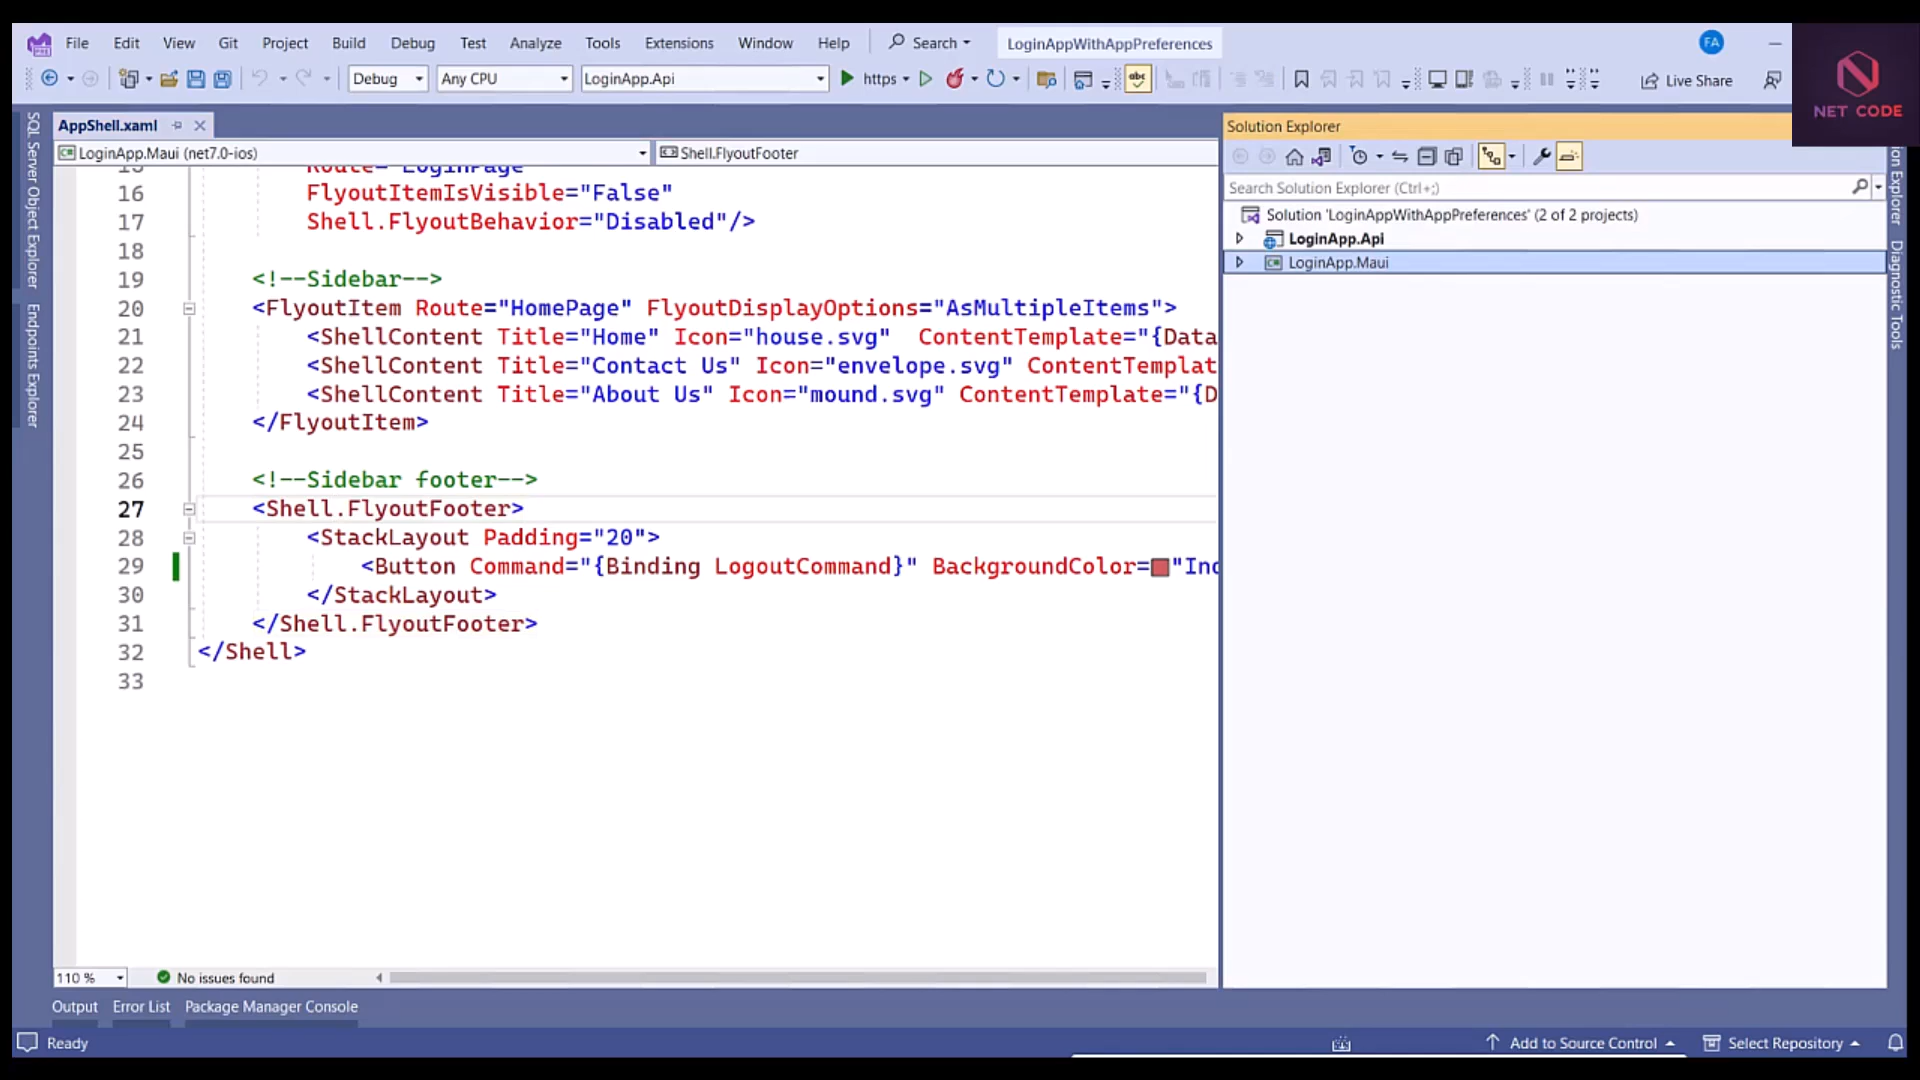 File Edit View Git Project Build Debug Test Analyze Tools Extensions Window Help Search LoginAppWithAppPreferences FA
Debug Any CPU LoginApp.Api https Live Share
NET CODE
SQL Server Object Explorer
Endpoints Explorer
AppShell.xaml
LoginApp.Maui (net7.0-ios) Shell.FlyoutFooter
15 Route="LoginPage"
16 FlyoutItemIsVisible="False"
17 Shell.FlyoutBehavior="Disabled"/>
18
19 <!--Sidebar-->
20 <FlyoutItem Route="HomePage" FlyoutDisplayOptions="AsMultipleItems">
21 <ShellContent Title="Home" Icon="house.svg" ContentTemplate="{Data
22 <ShellContent Title="Contact Us" Icon="envelope.svg" ContentTemplat
23 <ShellContent Title="About Us" Icon="mound.svg" ContentTemplate="{D
24 </FlyoutItem>
25
26 <!--Sidebar footer-->
27 <Shell.FlyoutFooter>
28 <StackLayout Padding="20">
29 <Button Command="{Binding LogoutCommand}" BackgroundColor="Ind
30 </StackLayout>
31 </Shell.FlyoutFooter>
32 </Shell>
33
110 % No issues found
Solution Explorer
Search Solution Explorer (Ctrl+;)
Solution 'LoginAppWithAppPreferences' (2 of 2 projects)
LoginApp.Api
LoginApp.Maui
ion Explorer
Diagnostic Tools
Output Error List Package Manager Console
Ready Add to Source Control Select Repository